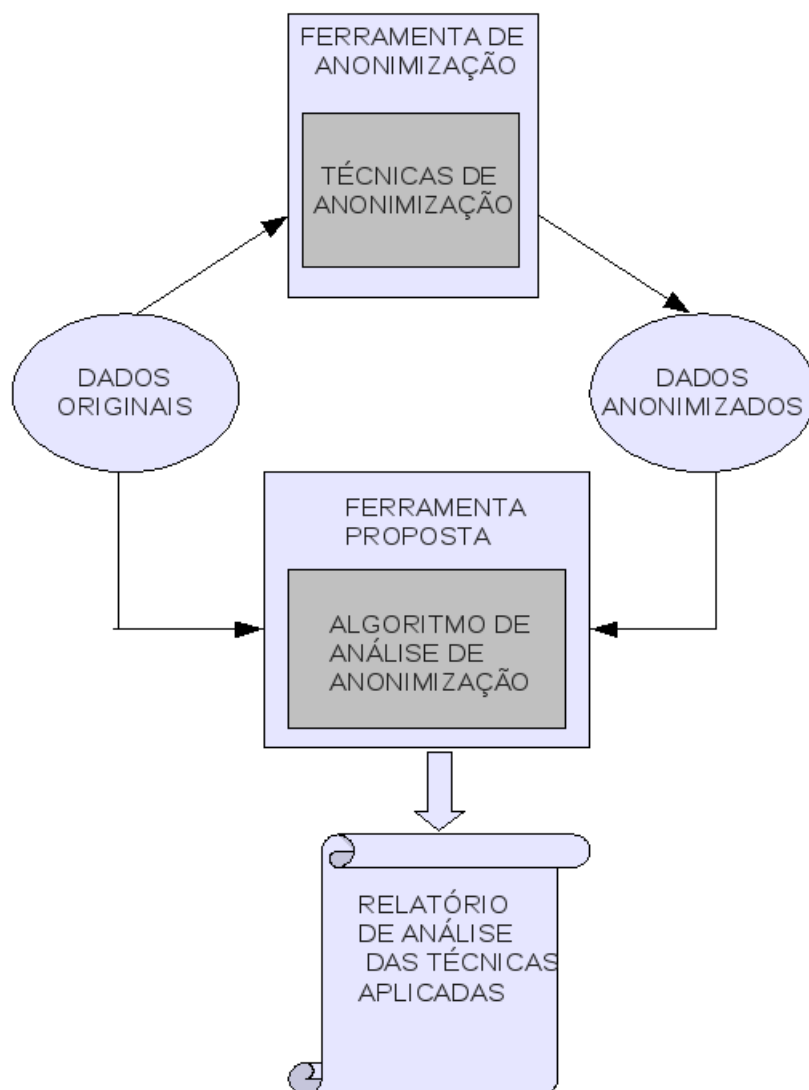 FERRAMENTA DE
ANONIMIZAÇÃO
TÉCNICAS DE
ANONIMIZAÇÃO
DADOS
ORIGINAIS
DADOS
ANONIMIZADOS
FERRAMENTA
PROPOSTA
ALGORITMO DE
ANÁLISE DE
ANONIMIZAÇÃO
RELATÓRIO
DE ANÁLISE
DAS TÉCNICAS
APLICADAS